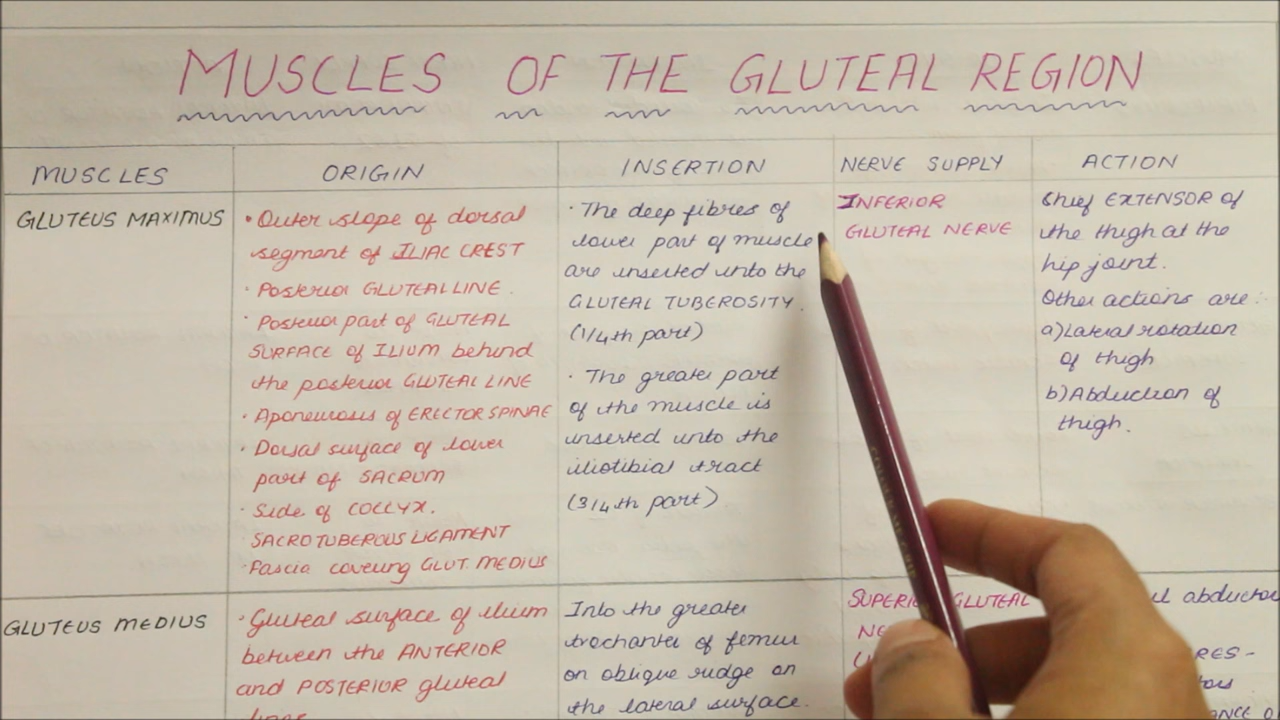 MUSCLES OF THE GLUTEAL REGION
MUSCLES
ORIGIN
INSERTION
NERVE SUPPLY
ACTION
GLUTEUS MAXIMUS
• Outer slope of dorsal
segment of ILIAC CREST
· Posterior GLUTEAL LINE.
· Posterior part of GLUTEAL
SURFACE OF ILIUM behind
the posterior GLUTEAL LINE
· Aponeurosis of ERECTOR SPINAE
· Dorsal surface of lower
part of SACRUM
· Side of COCCYX.
SACROTUBEROUS LIGAMENT
· Fascia covering GLUT. MEDIUS
· The deep fibres of
lower part of muscle
are inserted into the
GLUTEAL TUBEROSITY.
(1/4th part)
· The greater part
of the muscle is
inserted into the
iliotibial tract
(3/4th part)
INFERIOR
GLUTEAL NERVE
Chief EXTENSOR of
the thigh at the
hip joint.
Other actions are:
a) Lateral rotation
of thigh
b) Abduction of
thigh.
GLUTEUS MEDIUS
· Gluteal surface of ilium
between the ANTERIOR
and POSTERIOR gluteal
lines
Into the greater
trochanter of femur
on oblique ridge on
the lateral surface.
GLUTEAL